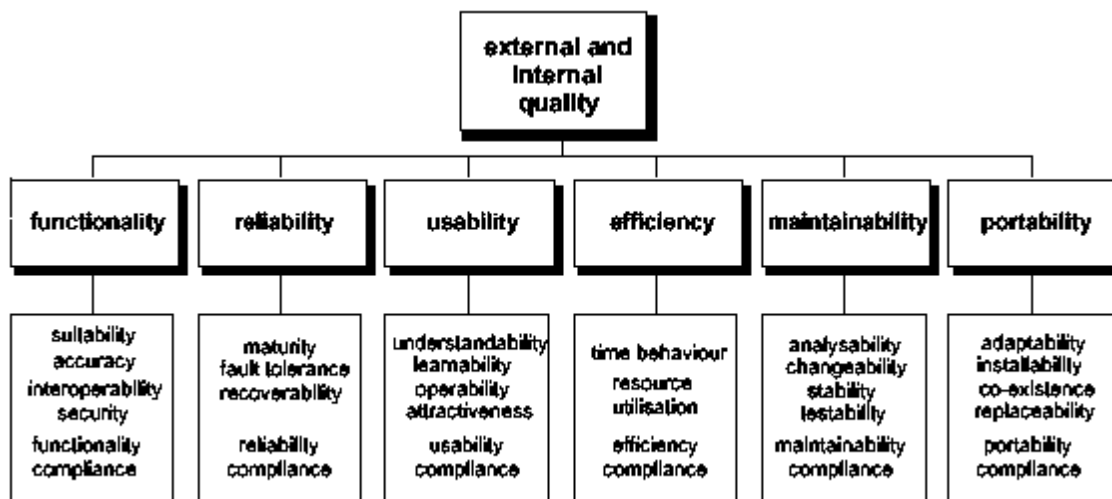 external and
internal
quality
functionality
reliability
usability
efficiency
maintainability
portability
suitability
accuracy
interoperability
security
functionality
compliance
maturity
fault tolerance
recoverability
reliability
compliance
understandability
learnability
operability
attractiveness
usability
compliance
time behaviour
resource
utilisation
efficiency
compliance
analysability
changeability
stability
testability
maintainability
compliance
adaptability
installability
co-existence
replaceability
portability
compliance